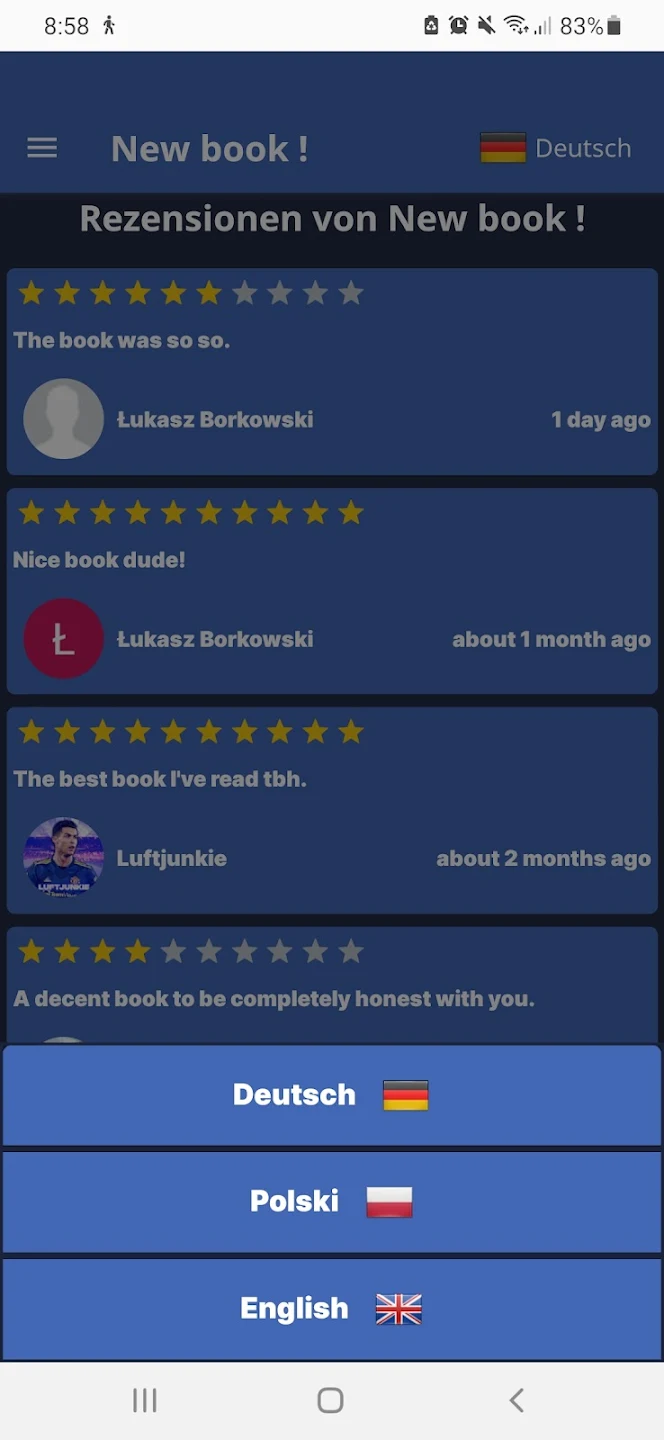 8:58 83%
New book ! Deutsch
Rezensionen von New book !
The book was so so.
Łukasz Borkowski 1 day ago
Nice book dude!
Ł Łukasz Borkowski about 1 month ago
The best book I've read tbh.
LUFTJUNKIE Luftjunkie about 2 months ago
A decent book to be completely honest with you.
Deutsch
Polski
English